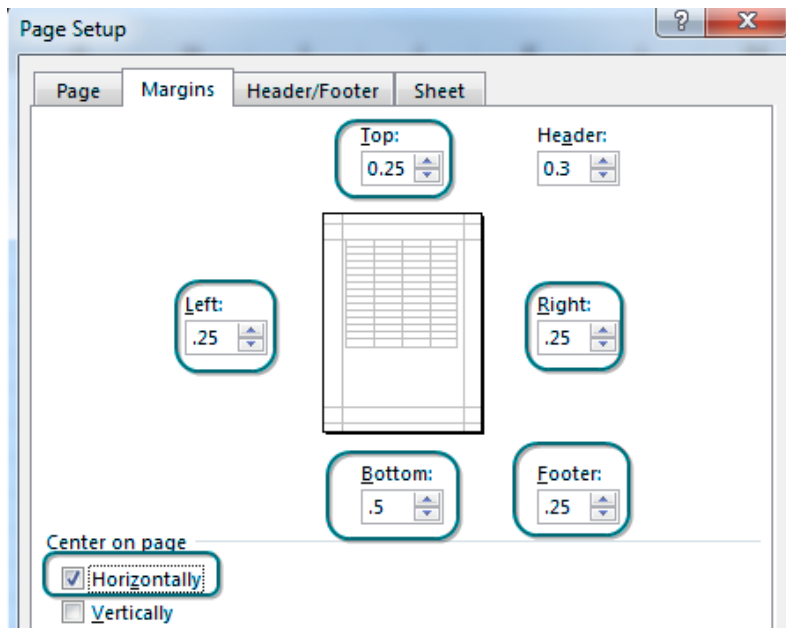 Page Setup ? X
Page Margins Header/Footer Sheet
Top: Header:
0.25 0.3
Left: Right:
.25 .25
Bottom: Footer:
.5 .25
Center on page
Horizontally
Vertically